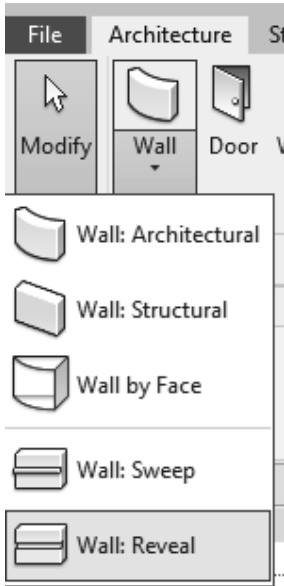 File Architecture
Modify Wall Door
Wall: Architectural
Wall: Structural
Wall by Face
Wall: Sweep
Wall: Reveal